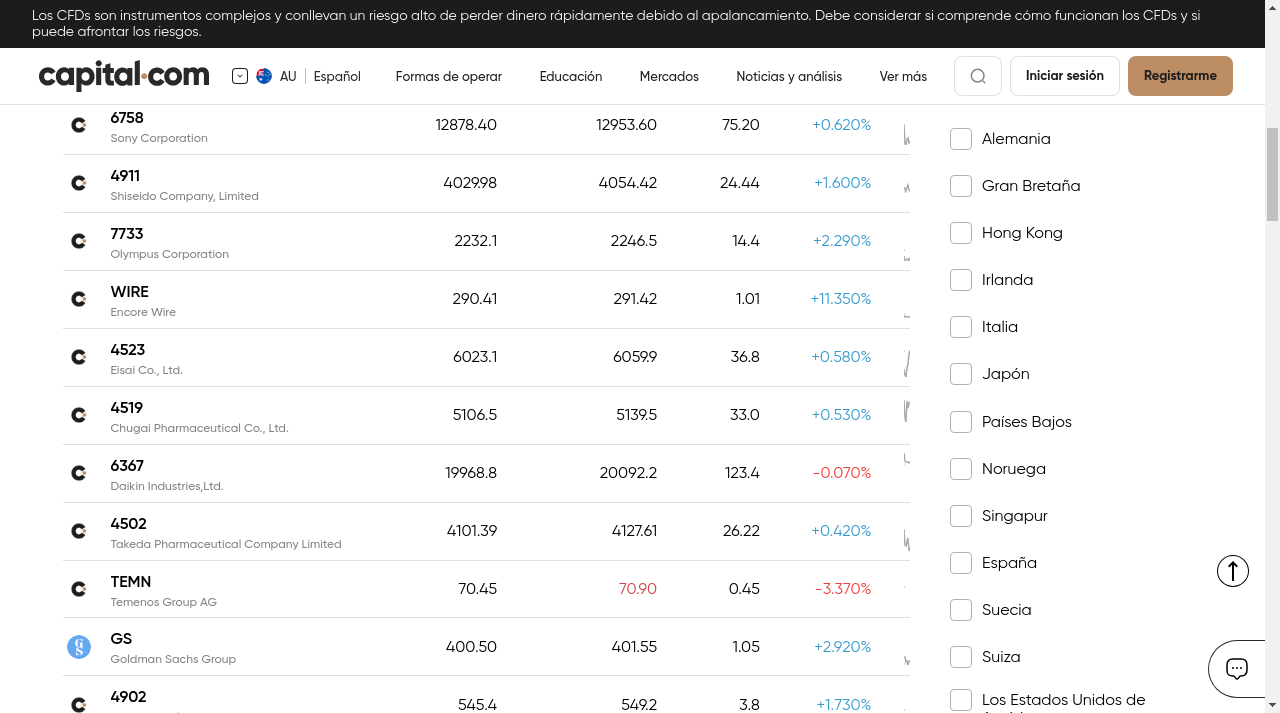 Los CFDs son instrumentos complejos y conllevan un riesgo alto de perder dinero rápidamente debido al apalancamiento. Debe considerar si comprende cómo funcionan los CFDs y si
puede afrontar los riesgos.
capital.com AU Español Formas de operar Educación Mercados Noticias y análisis Ver más Iniciar sesión Registrarme
6758 12878.40 12953.60 75.20 +0.620%
Sony Corporation
4911 4029.98 4054.42 24.44 +1.600%
Shiseido Company, Limited
7733 2232.1 2246.5 14.4 +2.290%
Olympus Corporation
WIRE 290.41 291.42 1.01 +11.350%
Encore Wire
4523 6023.1 6059.9 36.8 +0.580%
Eisai Co., Ltd.
4519 5106.5 5139.5 33.0 +0.530%
Chugai Pharmaceutical Co., Ltd.
6367 19968.8 20092.2 123.4 -0.070%
Daikin Industries,Ltd.
4502 4101.39 4127.61 26.22 +0.420%
Takeda Pharmaceutical Company Limited
TEMN 70.45 70.90 0.45 -3.370%
Temenos Group AG
GS 400.50 401.55 1.05 +2.920%
Goldman Sachs Group
4902 545.4 549.2 3.8 +1.730%
Alemania
Gran Bretaña
Hong Kong
Irlanda
Italia
Japón
Países Bajos
Noruega
Singapur
España
Suecia
Suiza
Los Estados Unidos de